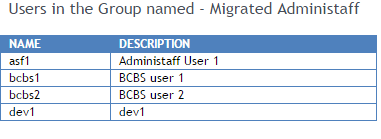 Users in the Group named - Migrated Administaff
NAME DESCRIPTION
asf1 Administaff User 1
bcbs1 BCBS user 1
bcbs2 BCBS user 2
dev1 dev1